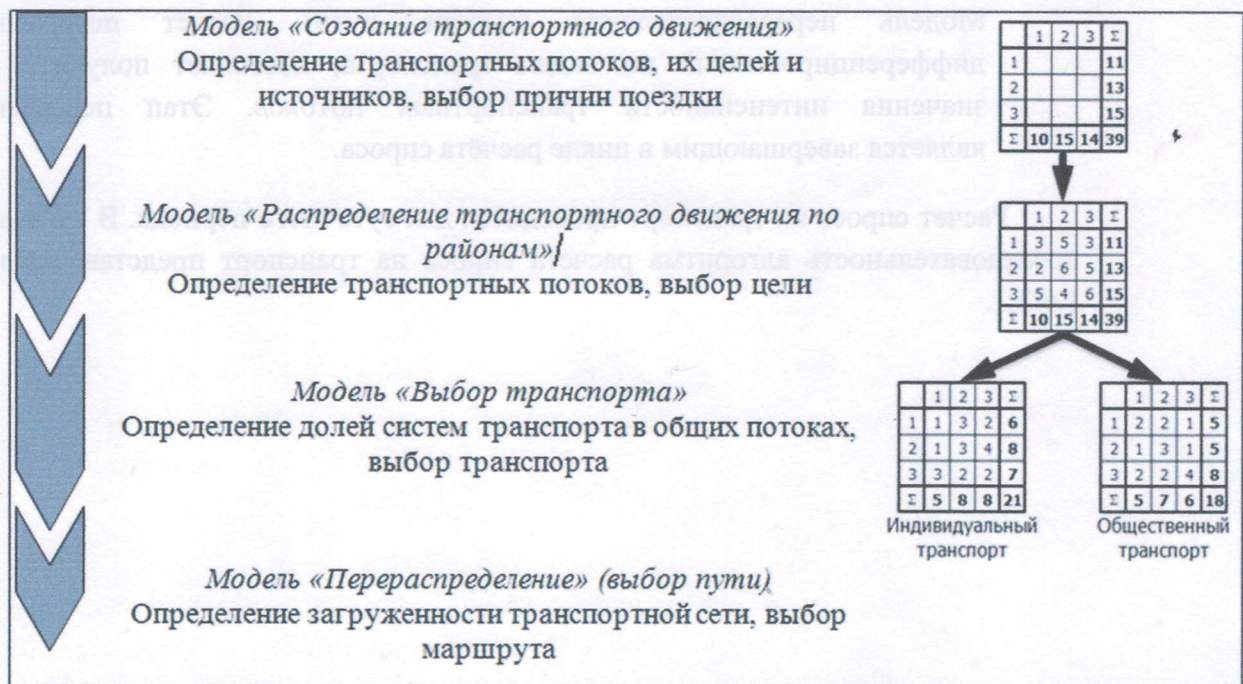 Модель «Создание транспортного движения»
Определение транспортных потоков, их целей и
источников, выбор причин поездки
1 2 3 Σ
1 11
2 13
3 15
Σ 10 15 14 39
Модель «Распределение транспортного движения по
районам»
Определение транспортных потоков, выбор цели
1 2 3 Σ
1 3 5 3 11
2 2 6 5 13
3 5 4 6 15
Σ 10 15 14 39
Модель «Выбор транспорта»
Определение долей систем транспорта в общих потоках,
выбор транспорта
1 2 3 Σ
1 1 3 2 6
2 1 3 4 8
3 3 2 2 7
Σ 5 8 8 21
Индивидуальный
транспорт
1 2 3 Σ
1 2 2 1 5
2 1 3 1 5
3 2 2 4 8
Σ 5 7 6 18
Общественный
транспорт
Модель «Перераспределение» (выбор пути)
Определение загруженности транспортной сети, выбор
маршрута